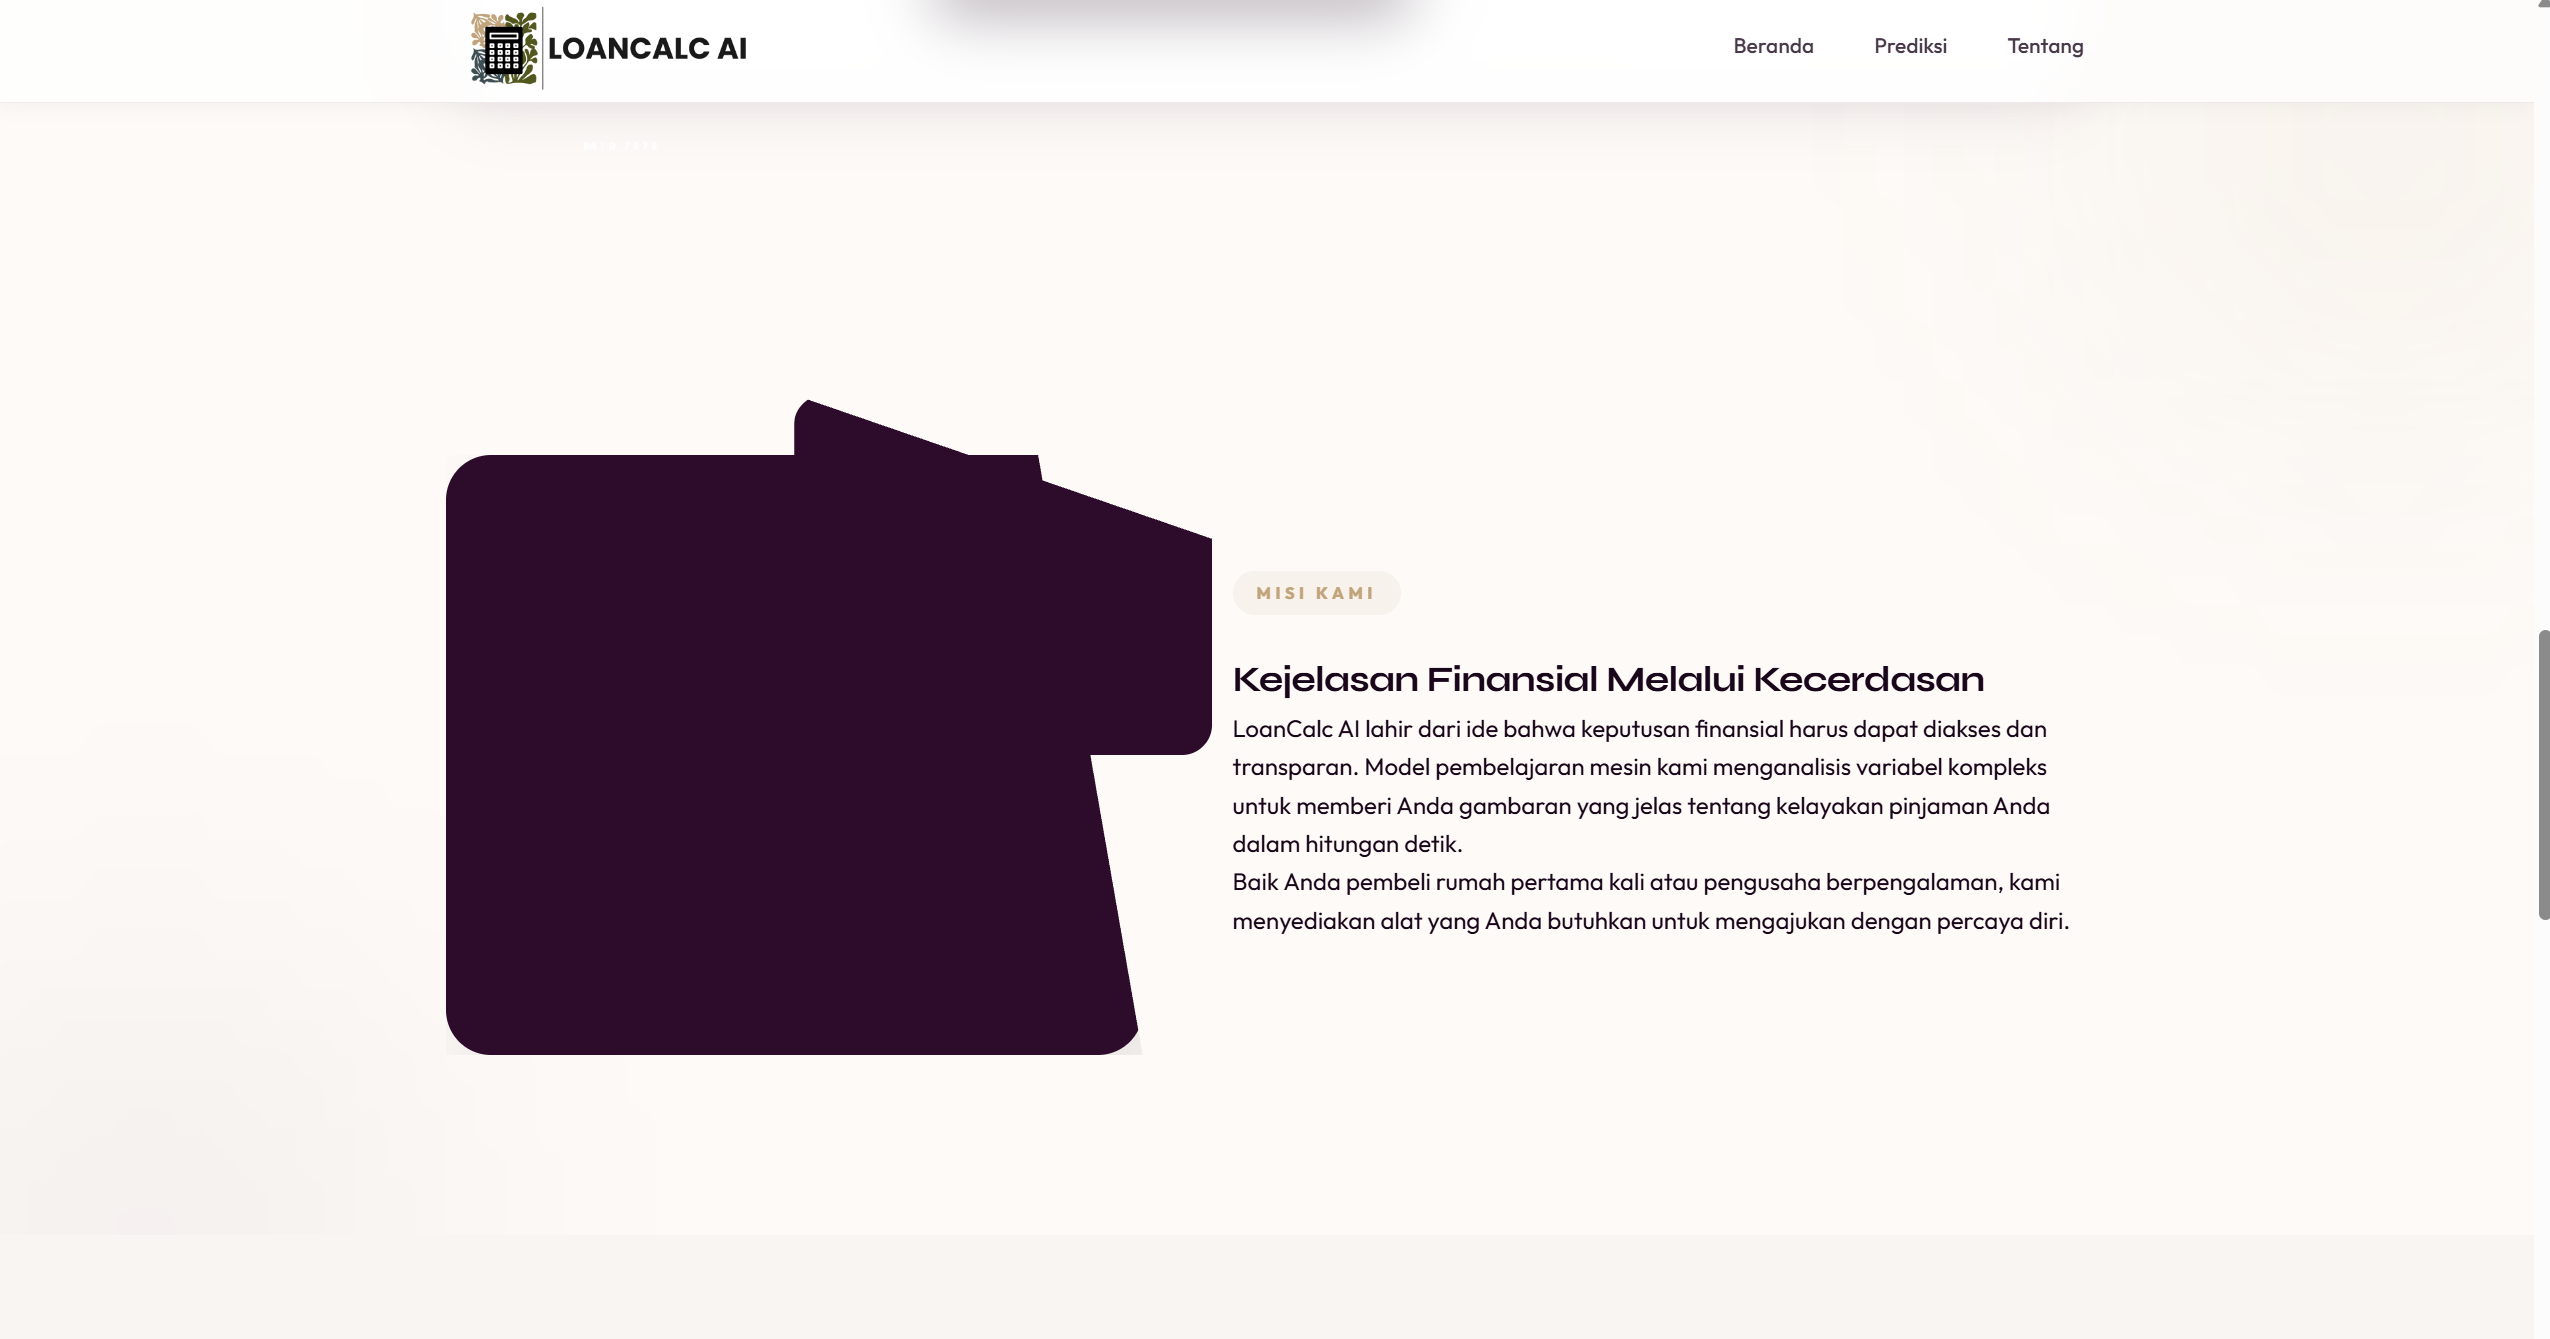 LOANCALC AI
Beranda
Prediksi
Tentang
MISI KAMI
Kejelasan Finansial Melalui Kecerdasan
LoanCalc AI lahir dari ide bahwa keputusan finansial harus dapat diakses dan
transparan. Model pembelajaran mesin kami menganalisis variabel kompleks
untuk memberi Anda gambaran yang jelas tentang kelayakan pinjaman Anda
dalam hitungan detik.
Baik Anda pembeli rumah pertama kali atau pengusaha berpengalaman, kami
menyediakan alat yang Anda butuhkan untuk mengajukan dengan percaya diri.